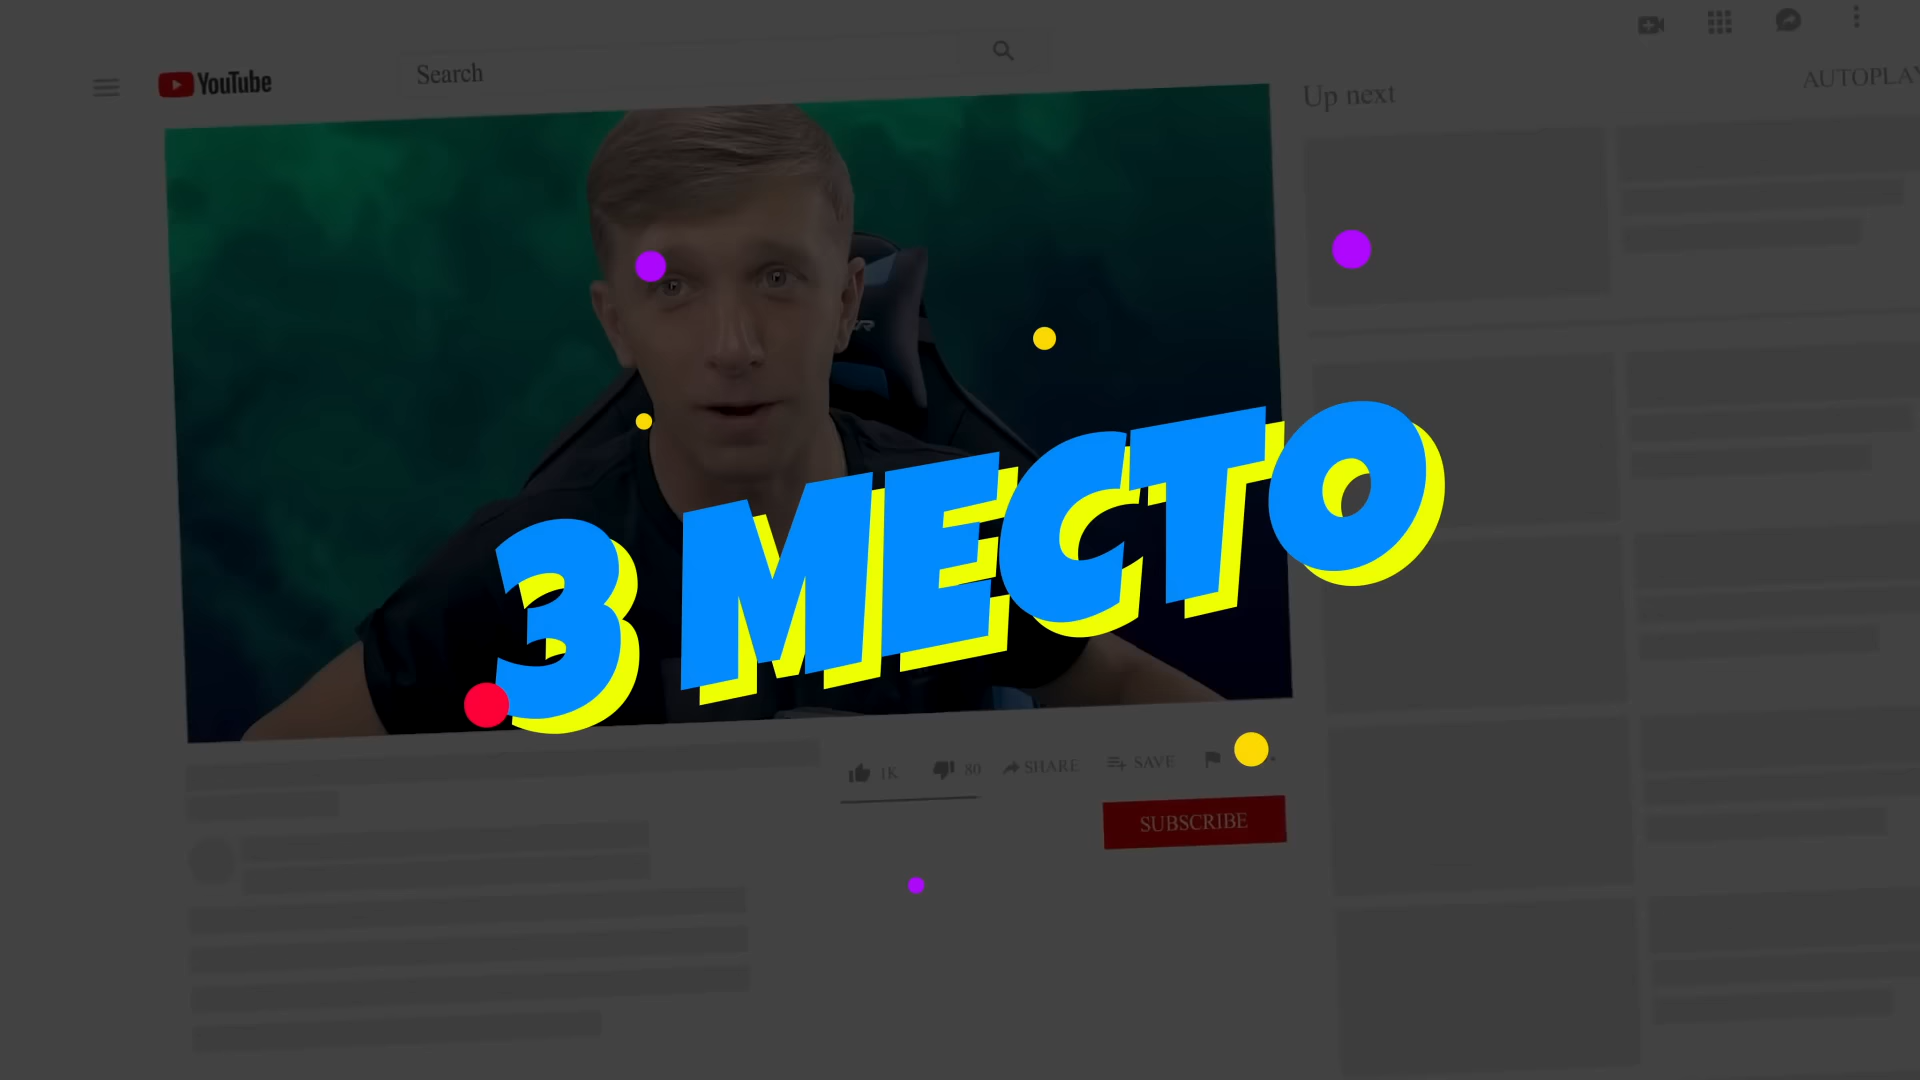 YouTube
Search
Up next
AUTOPLAY
3 МЕСТО
1K
80
SHARE
SAVE
SUBSCRIBE